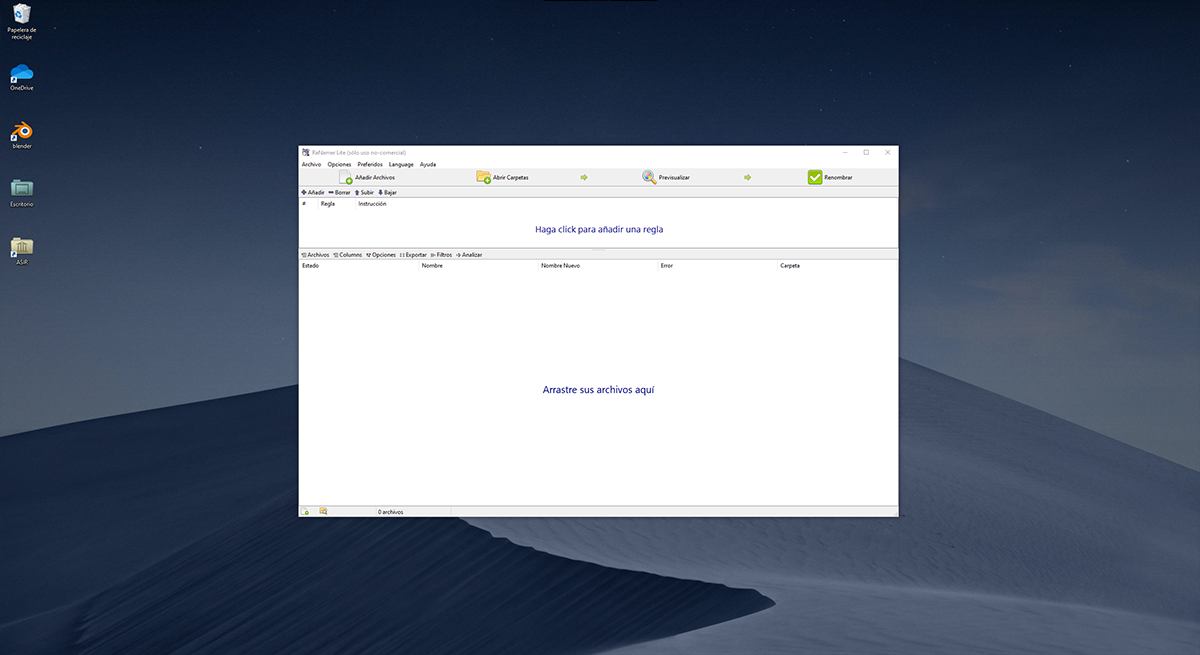 Papelera de
reciclaje
OneDrive
blender
Escritorio
ASIR
ReNamer Lite (sólo uso no-comercial)
Archivo Opciones Preferidos Language Ayuda
Añadir Archivos Abrir Carpetas Previsualizar Renombrar
Añadir Borrar Subir Bajar
# Regla Instrucción
Haga click para añadir una regla
Archivos Columns Opciones Exportar Filtros Analizar
Estado Nombre Nombre Nuevo Error Carpeta
Arrastre sus archivos aquí
0 archivos